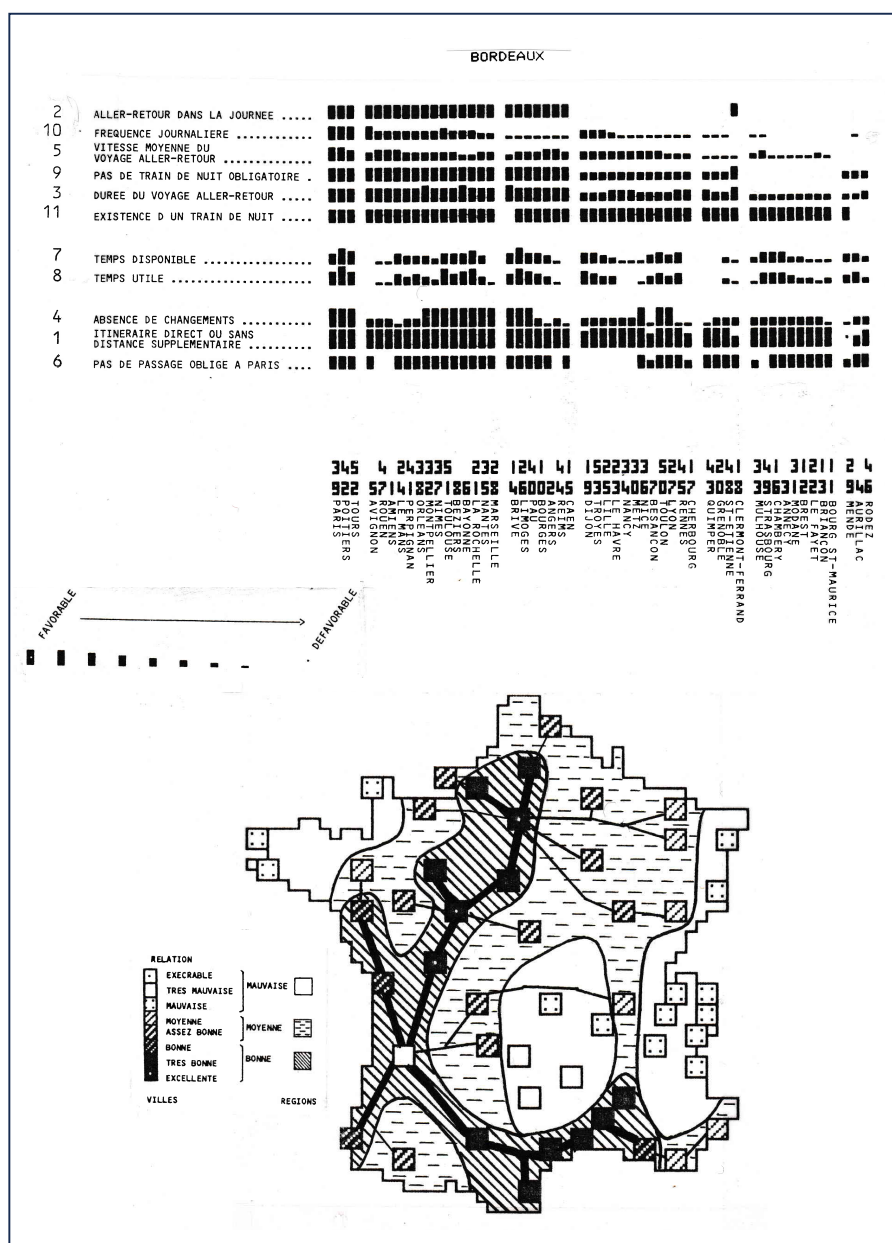 BORDEAUX
2 ALLER-RETOUR DANS LA JOURNEE .....
10 FREQUENCE JOURNALIERE ............
5 VITESSE MOYENNE DU
VOYAGE ALLER-RETOUR .............
9 PAS DE TRAIN DE NUIT OBLIGATOIRE .
3 DUREE DU VOYAGE ALLER-RETOUR ....
11 EXISTENCE D UN TRAIN DE NUIT .....
7 TEMPS DISPONIBLE .................
8 TEMPS UTILE ......................
4 ABSENCE DE CHANGEMENTS ...........
1 ITINERAIRE DIRECT OU SANS
DISTANCE SUPPLEMENTAIRE ..........
6 PAS DE PASSAGE OBLIGE A PARIS ....
PARIS
POITIERS
TOURS
AVIGNON
ROUEN
AMIENS
LE MANS
PERPIGNAN
ORLEANS
MONTPELLIER
NIMES
TOULOUSE
BEZIERS
BAYONNE
LA ROCHELLE
NANTES
MARSEILLE
BRIVE
LIMOGES
PAU
BOURGES
ANGERS
REIMS
CAEN
DIJON
TROYES
LILLE
LE HAVRE
NANCY
METZ
NICE
BESANCON
TOULON
LYON
RENNES
CHERBOURG
QUIMPER
GRENOBLE
ST-ETIENNE
CLERMONT-FERRAND
MULHOUSE
STRASBOURG
CHAMBERY
ANNECY
MODANE
BREST
LE FAYET
BRIANCON
BOURG ST-MAURICE
MENDE
AURILLAC
RODEZ
FAVORABLE
DEFAVORABLE
RELATION
EXECRABLE
TRES MAUVAISE
MAUVAISE
MOYENNE
ASSEZ BONNE
BONNE
TRES BONNE
EXCELLENTE
MAUVAISE
MOYENNE
BONNE
VILLES
REGIONS